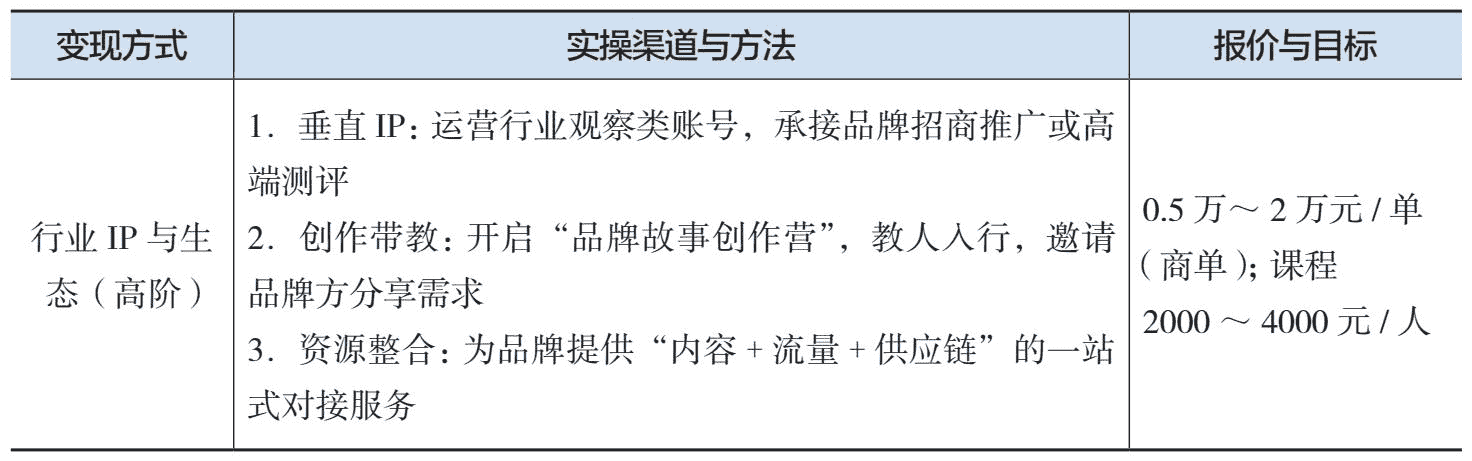 变现方式 实操渠道与方法 报价与目标
行业 IP 与生
态（高阶）
1. 垂直 IP：运营行业观察类账号，承接品牌招商推广或高
端测评
2. 创作带教：开启“品牌故事创作营”，教人入行，邀请
品牌方分享需求
3. 资源整合：为品牌提供“内容 + 流量 + 供应链”的一站
式对接服务
0.5 万～ 2 万元 / 单
（商单）；课程
2000 ～ 4000 元 / 人